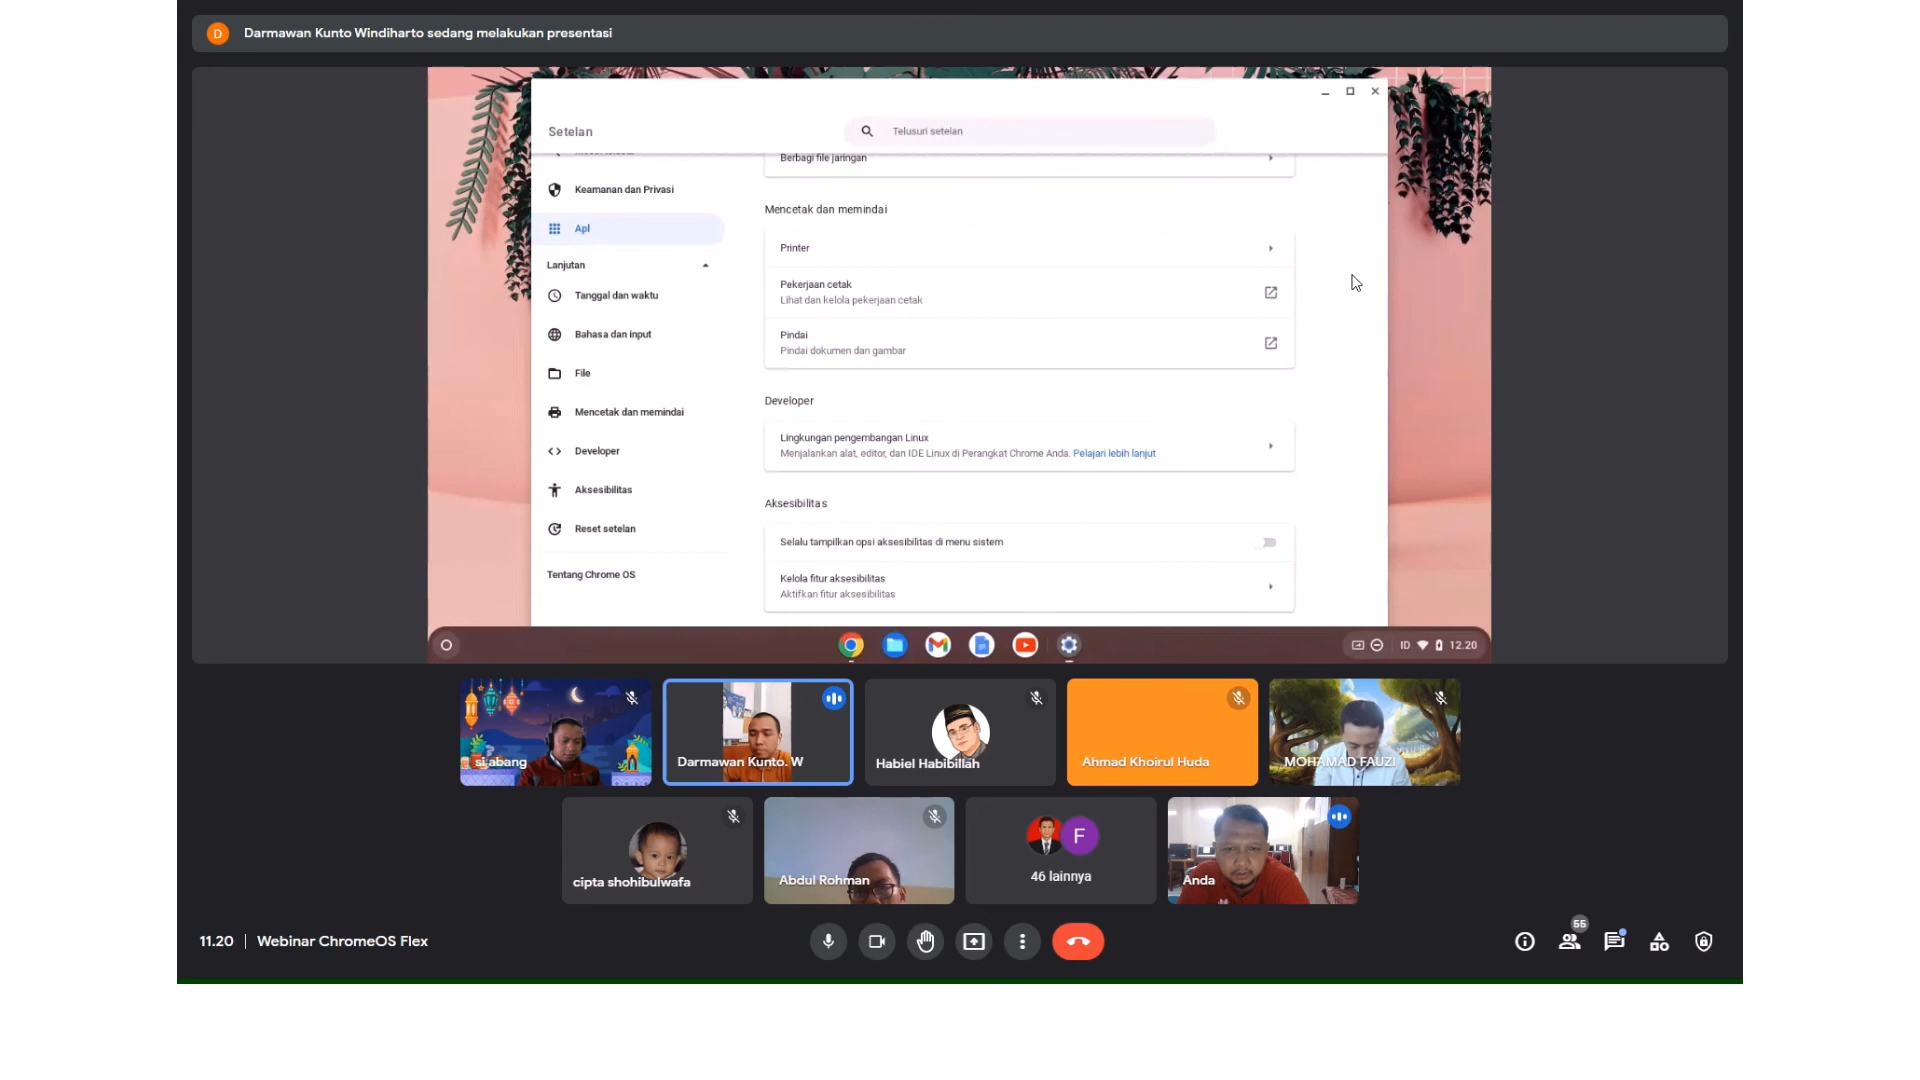 D Darmawan Kunto Windiharto sedang melakukan presentasi
Setelan
Telusuri setelan
Keamanan dan Privasi
Apl
Lanjutan
Tanggal dan waktu
Bahasa dan input
File
Mencetak dan memindai
Developer
Aksesibilitas
Reset setelan
Tentang Chrome OS
Berbagi file jaringan
Mencetak dan memindai
Printer
Pekerjaan cetak
Lihat dan kelola pekerjaan cetak
Pindai
Pindai dokumen dan gambar
Developer
Lingkungan pengembangan Linux
Menjalankan alat, editor, dan IDE Linux di Perangkat Chrome Anda. Pelajari lebih lanjut
Aksesibilitas
Selalu tampilkan opsi aksesibilitas di menu sistem
Kelola fitur aksesibilitas
Aktifkan fitur aksesibilitas
ID 12.20
si abang
Darmawan Kunto. W
Habiel Habibillah
Ahmad Khoirul Huda
MOHAMAD FAUZI
cipta shohibulwafa
Abdul Rohman
F
46 lainnya
Anda
11.20 | Webinar ChromeOS Flex
55